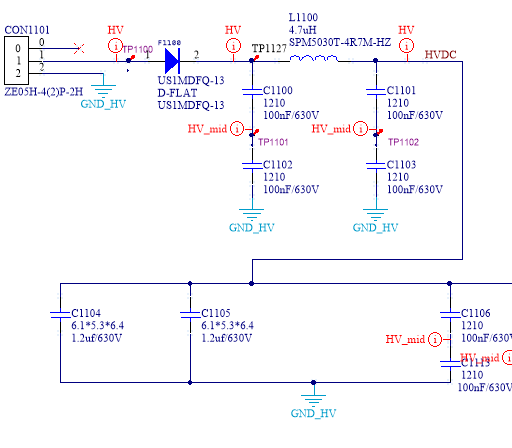 CON1101
0 0
1 1
2 2
ZE05H-4(2)P-2H
GND_HV
HV
TP1100
F1100
1 2
US1MDFQ-13
D-FLAT
US1MDFQ-13
HV
TP1127
L1100
4.7uH
SPM5030T-4R7M-HZ
HV
HVDC
C1100
1210
100nF/630V
HV_mid
TP1101
C1102
1210
100nF/630V
GND_HV
C1101
1210
100nF/630V
HV_mid
TP1102
C1103
1210
100nF/630V
GND_HV
C1104
6.1*5.3*6.4
1.2uf/630V
C1105
6.1*5.3*6.4
1.2uf/630V
C1106
1210
100nF/630V
HV_mid
HV_mid
1210
100nF/630V
GND_HV